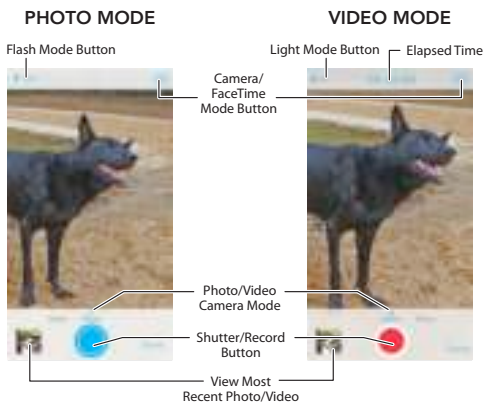 PHOTO MODE
VIDEO MODE
Flash Mode Button
Light Mode Button
Elapsed Time
Camera/
FaceTime
Mode Button
Photo/Video
Camera Mode
Shutter/Record
Button
View Most
Recent Photo/Video